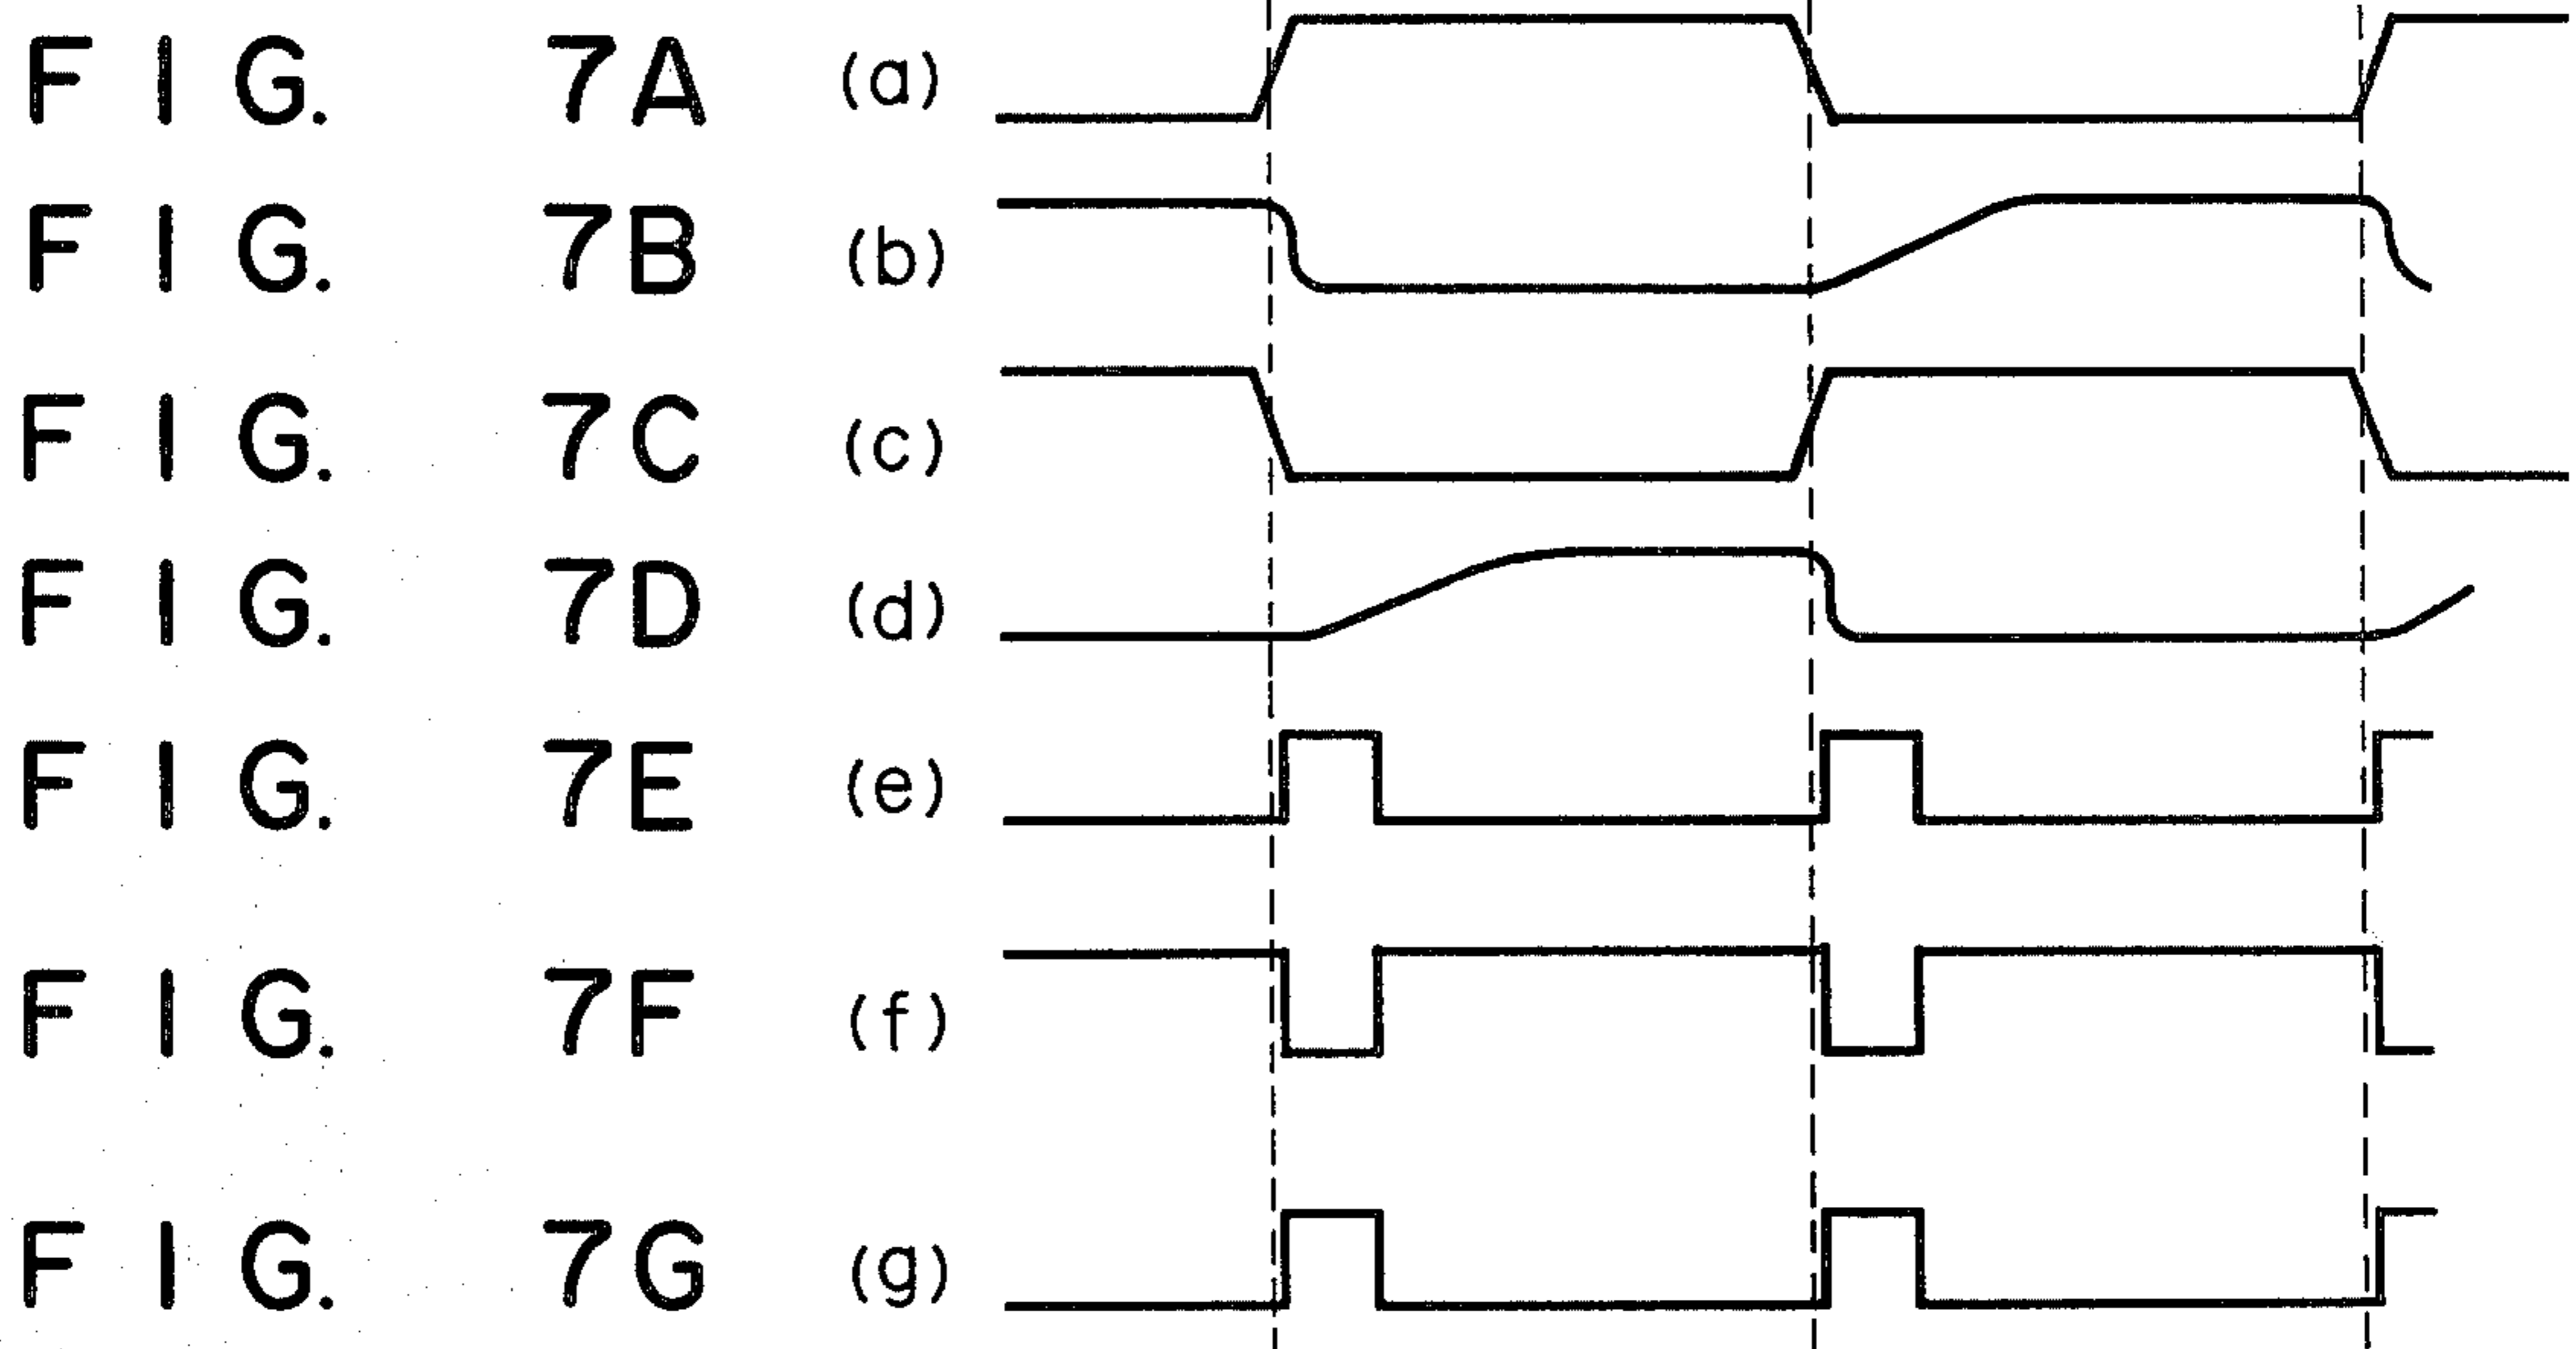 FIG. 7A (a)
FIG. 7B (b)
FIG. 7C (c)
FIG. 7D (d)
FIG. 7E (e)
FIG. 7F (f)
FIG. 7G (g)